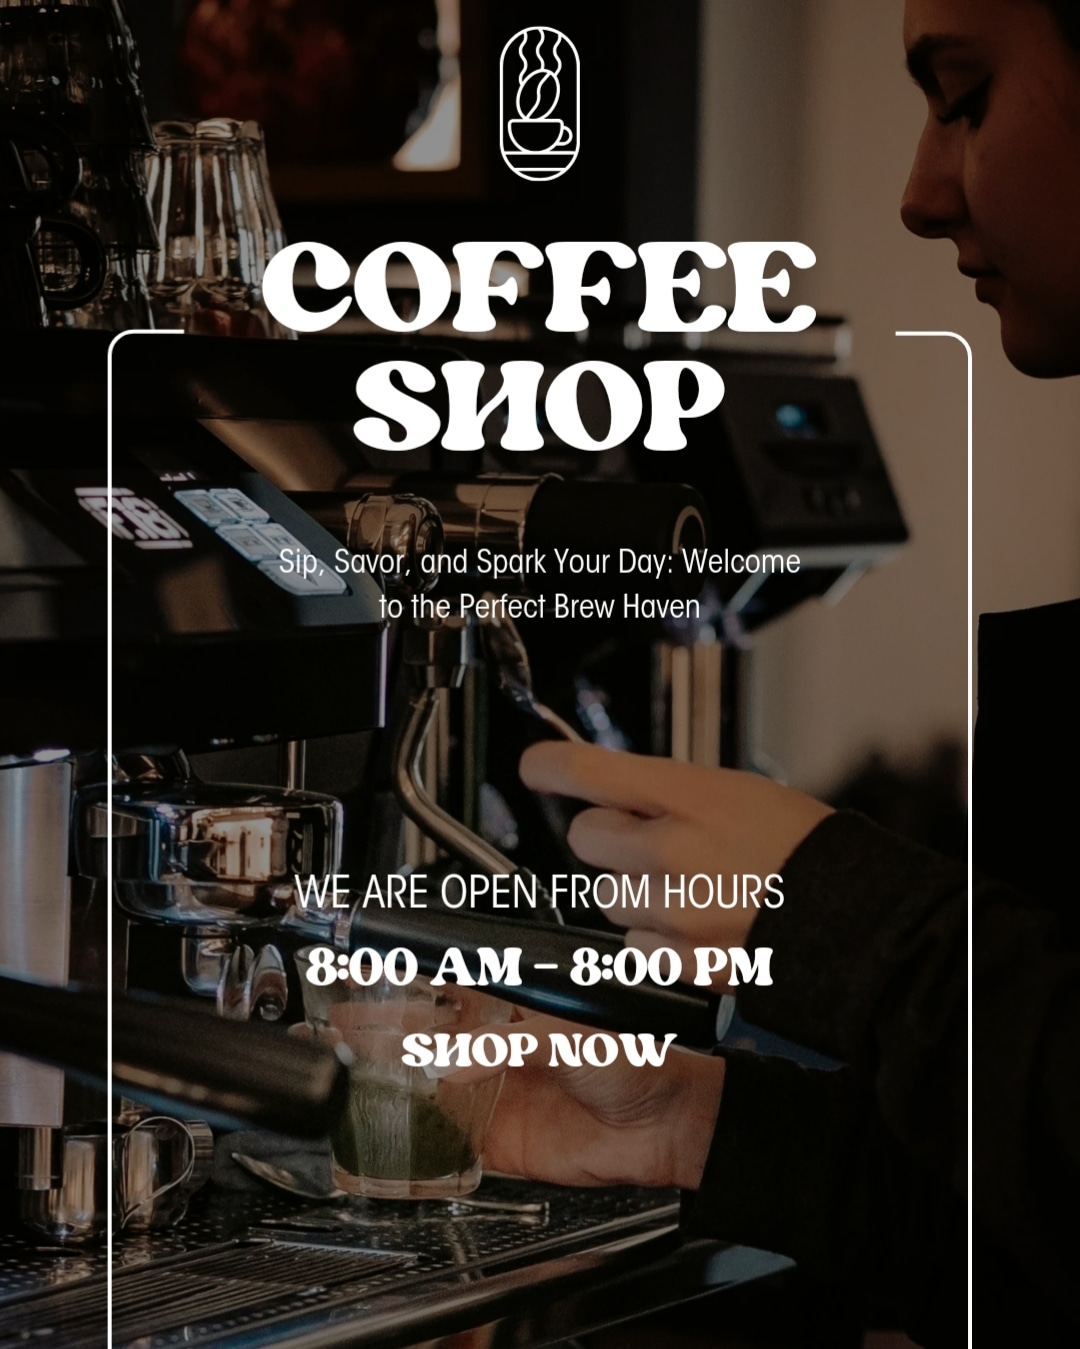 COFFEE
SHOP
Sip, Savor, and Spark Your Day: Welcome
to the Perfect Brew Haven
WE ARE OPEN FROM HOURS
8:00 AM – 8:00 PM
SHOP NOW